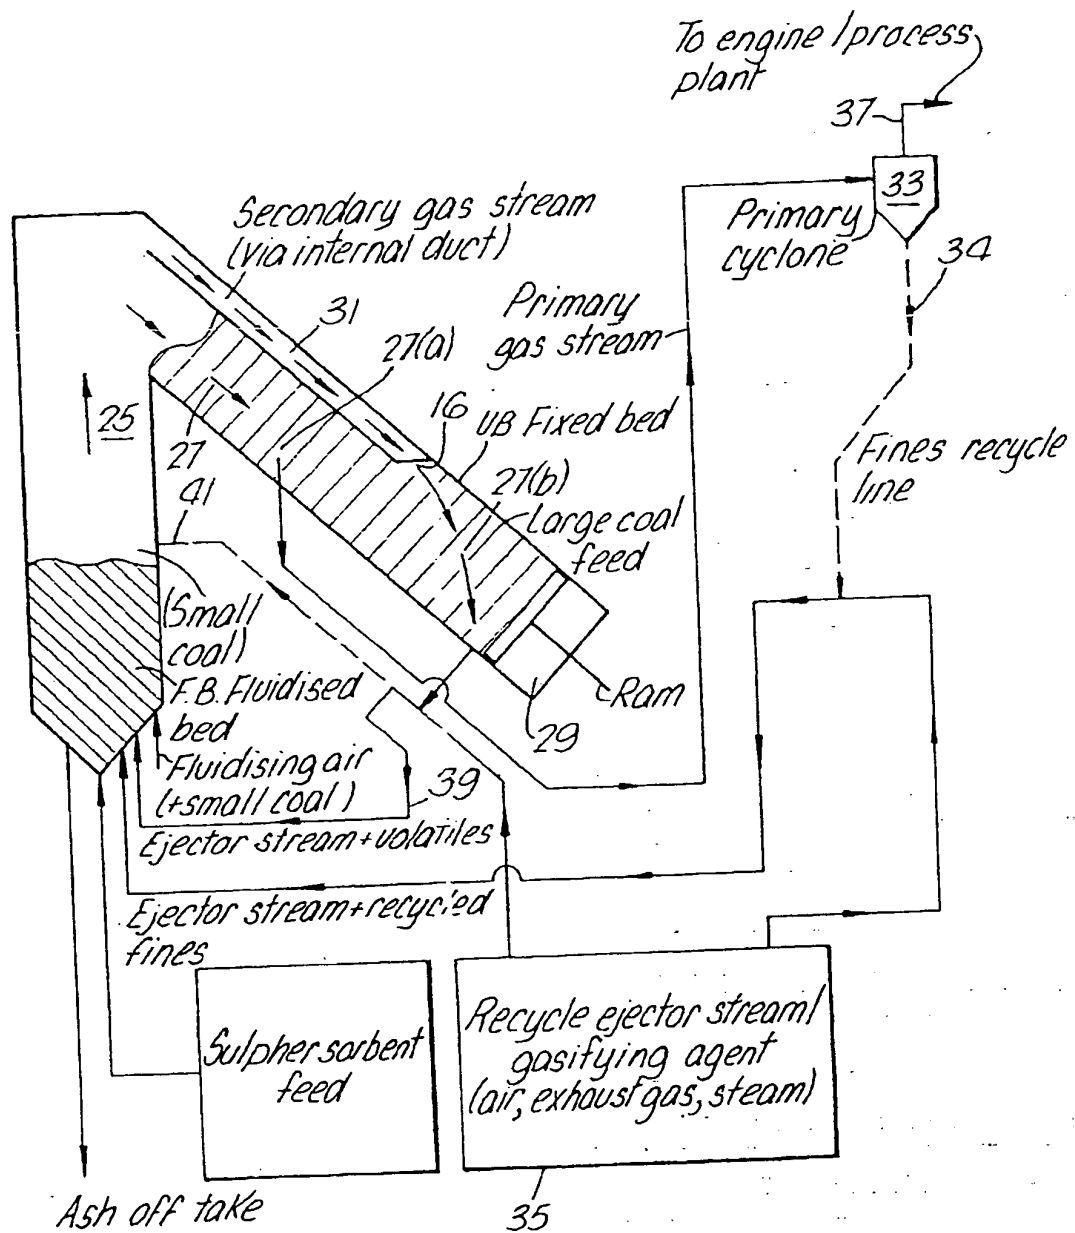 To engine/process
plant
37
33
Primary
cyclone
34
Secondary gas stream
(via internal duct)
31
Primary
gas stream
27(a)
16
UB Fixed bed
27(b)
Large coal
feed
Fines recycle
line
25
27
41
(Small
coal)
F.B. Fluidised
bed
Ram
29
Fluidising air
(+small coal)
39
Ejector stream+volatiles
Ejector stream+recycled
fines
Sulpher sorbent
feed
Recycle ejector stream/
gasifying agent
(air, exhaust gas, steam)
35
Ash off take